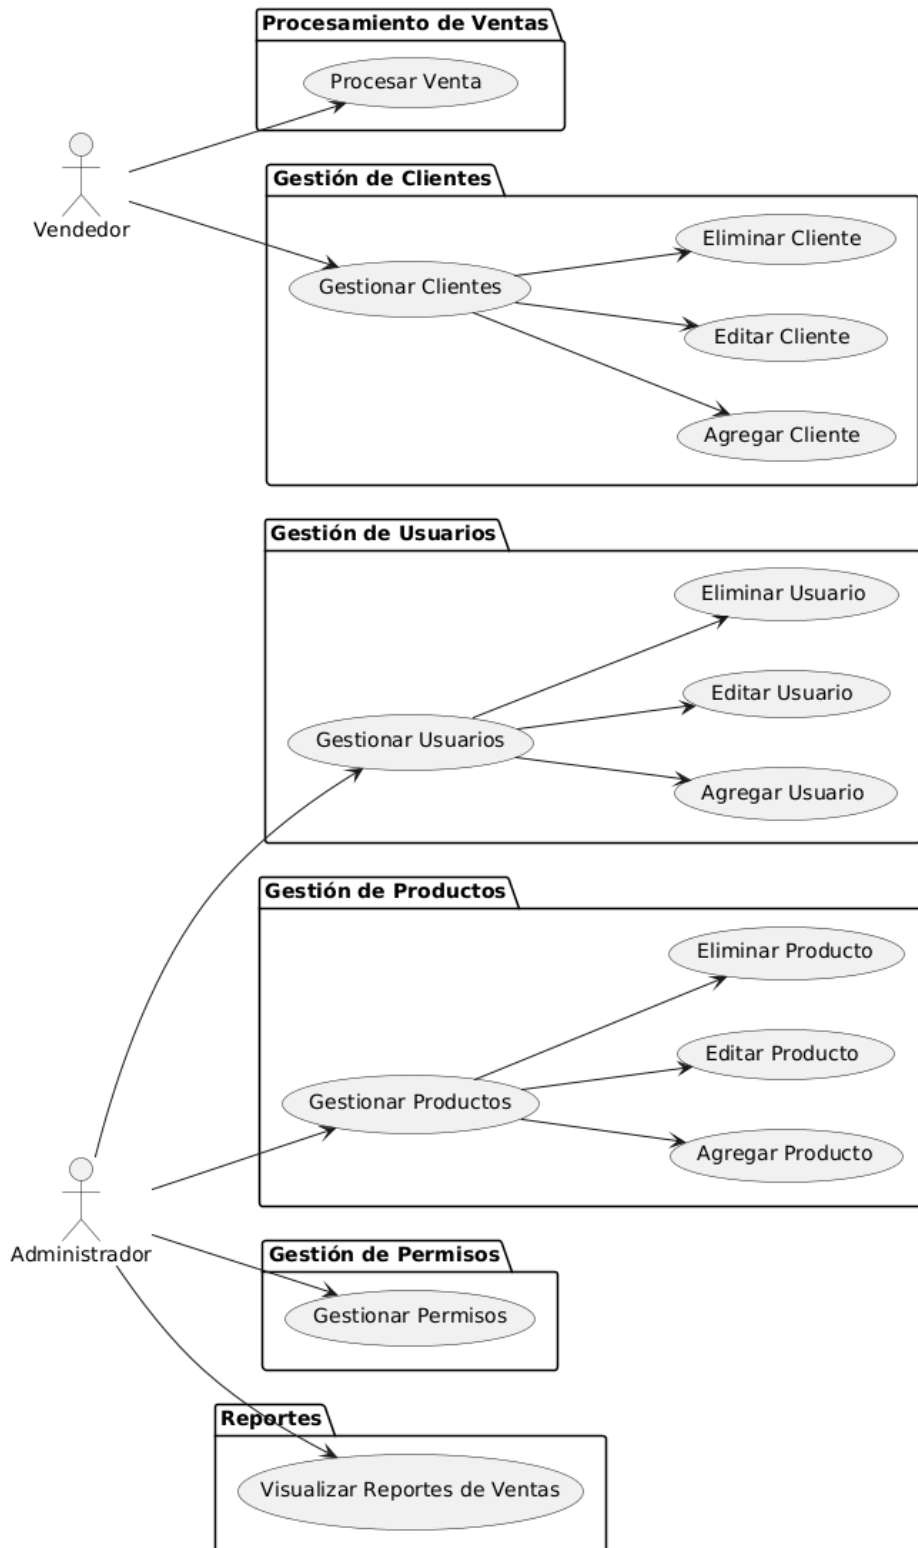 Procesamiento de Ventas
Procesar Venta
Vendedor
Gestión de Clientes
Eliminar Cliente
Gestionar Clientes
Editar Cliente
Agregar Cliente
Gestión de Usuarios
Eliminar Usuario
Editar Usuario
Gestionar Usuarios
Agregar Usuario
Gestión de Productos
Eliminar Producto
Editar Producto
Gestionar Productos
Agregar Producto
Administrador
Gestión de Permisos
Gestionar Permisos
Reportes
Visualizar Reportes de Ventas